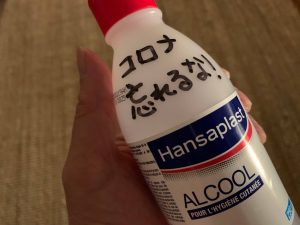 コロナ
忘れるな!
Hansaplast
ALCOOL
POUR L'HYGIÈNE CUTANÉE